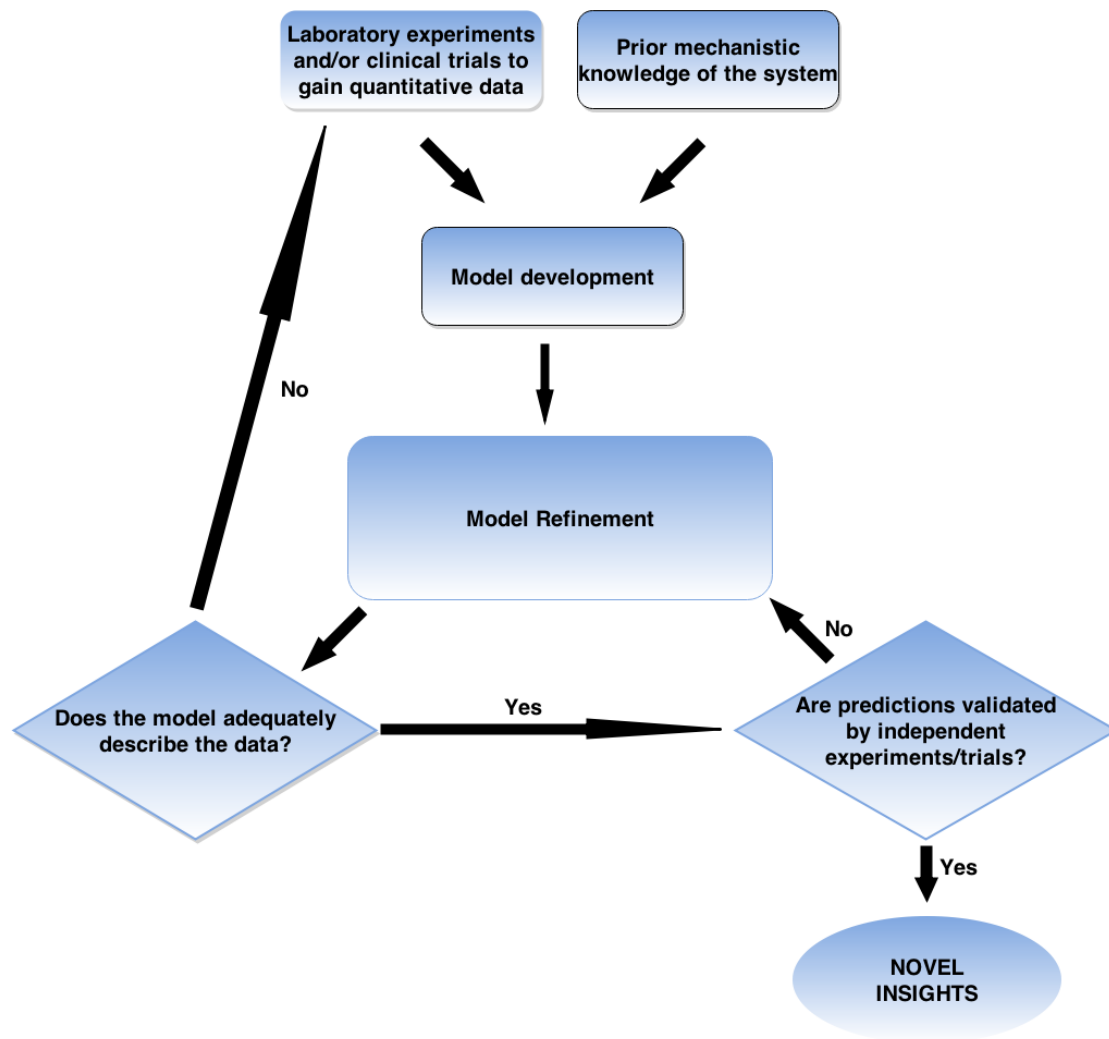 Laboratory experiments
and/or clinical trials to
gain quantitative data
Prior mechanistic
knowledge of the system
Model development
No
Model Refinement
No
Does the model adequately
describe the data?
Yes
Are predictions validated
by independent
experiments/trials?
Yes
NOVEL
INSIGHTS